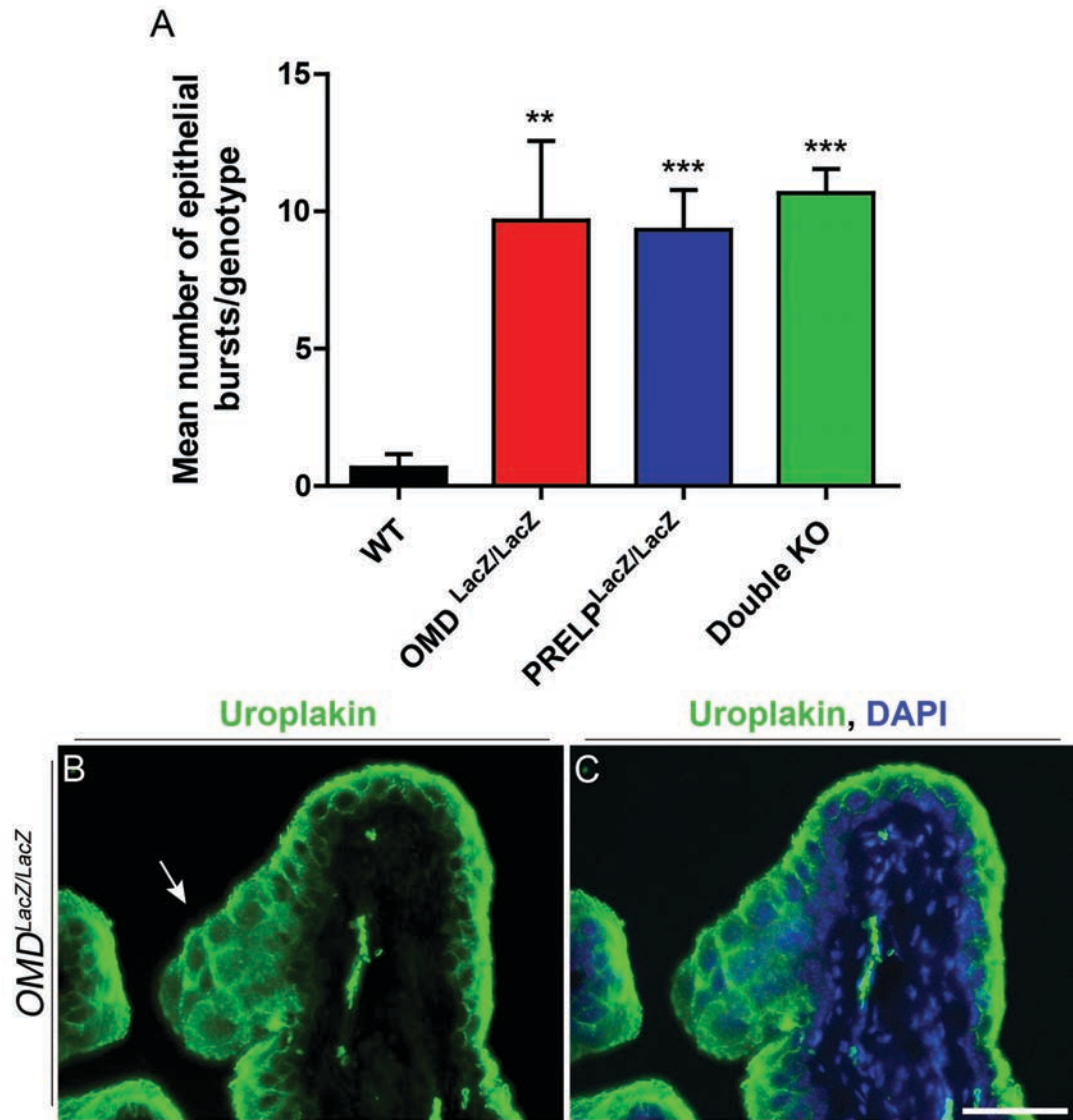 A
Mean number of epithelial
bursts/genotype
15
10
5
0
**
***
***
WT
OMD LacZ/LacZ
PRELPLacZ/LacZ
Double KO
Uroplakin
Uroplakin, DAPI
OMDLacZ/LacZ
B
C